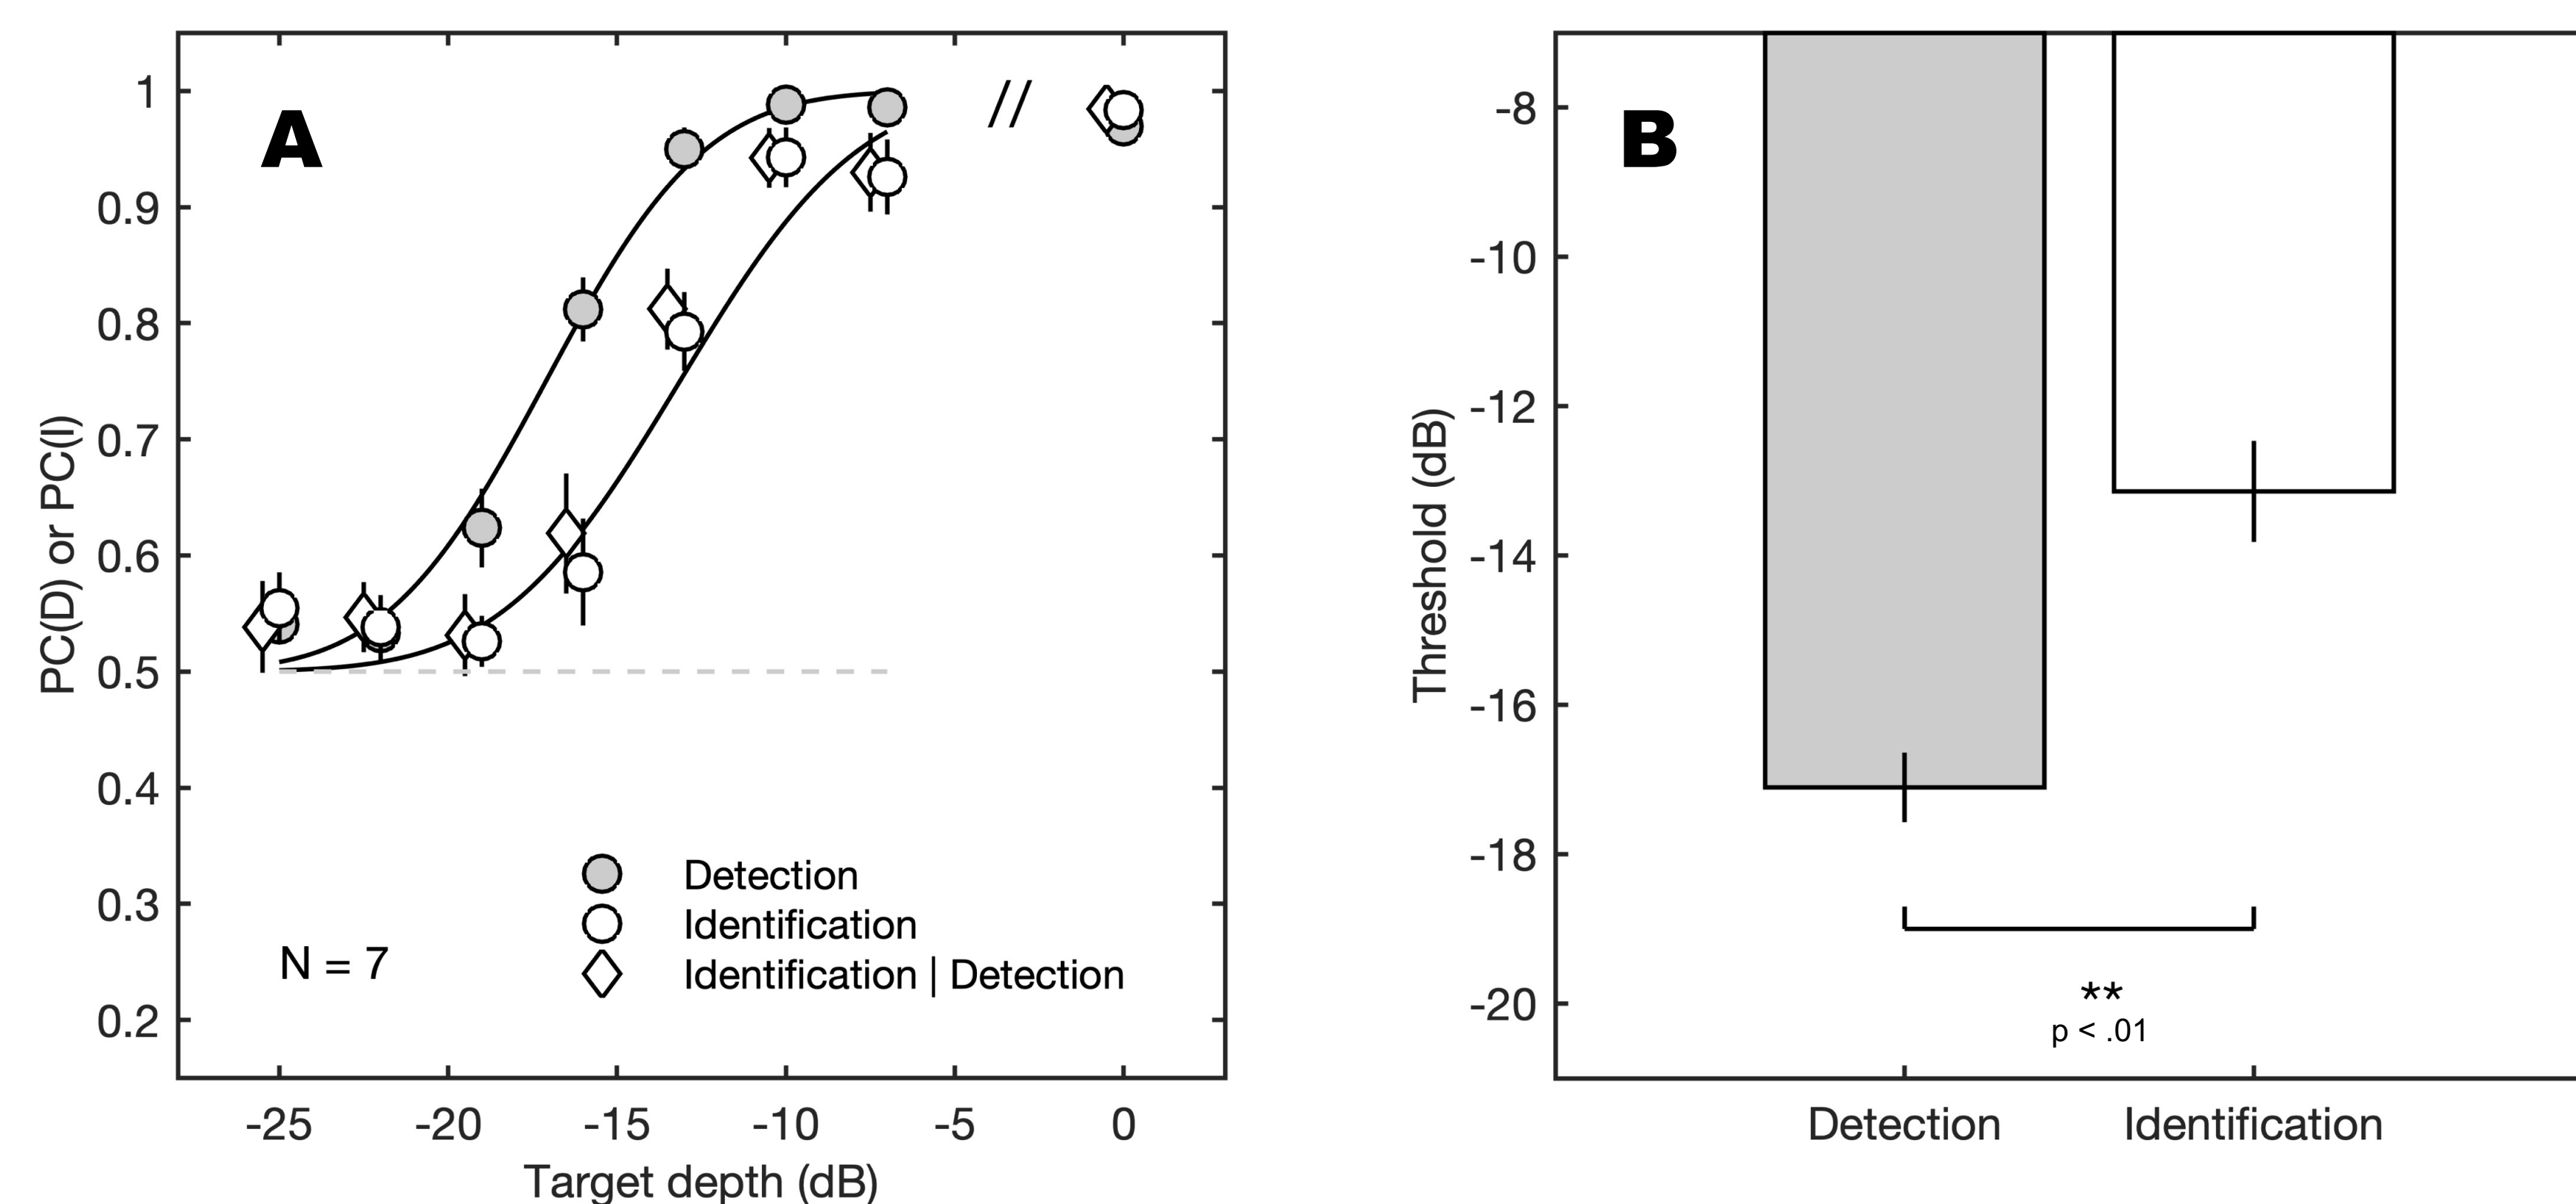 A
PC(D) or PC(I)
1
0.9
0.8
0.7
0.6
0.5
0.4
0.3
0.2
//
Detection
Identification
Identification | Detection
N = 7
-25 -20 -15 -10 -5 0
Target depth (dB)
B
Threshold (dB)
-8
-10
-12
-14
-16
-18
-20
**
p < .01
Detection Identification